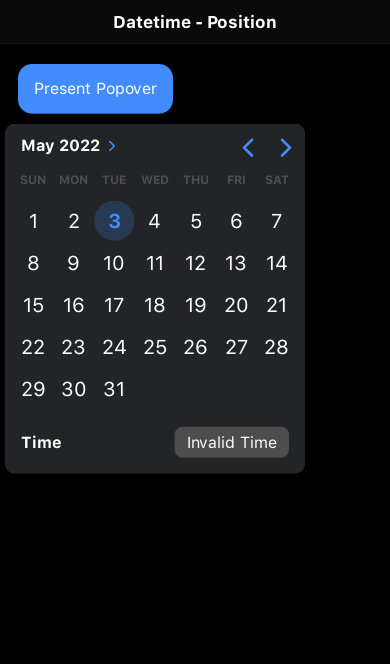 Datetime - Position
Present Popover
May 2022
SUN MON TUE WED THU FRI SAT
1 2 3 4 5 6 7
8 9 10 11 12 13 14
15 16 17 18 19 20 21
22 23 24 25 26 27 28
29 30 31
Time Invalid Time